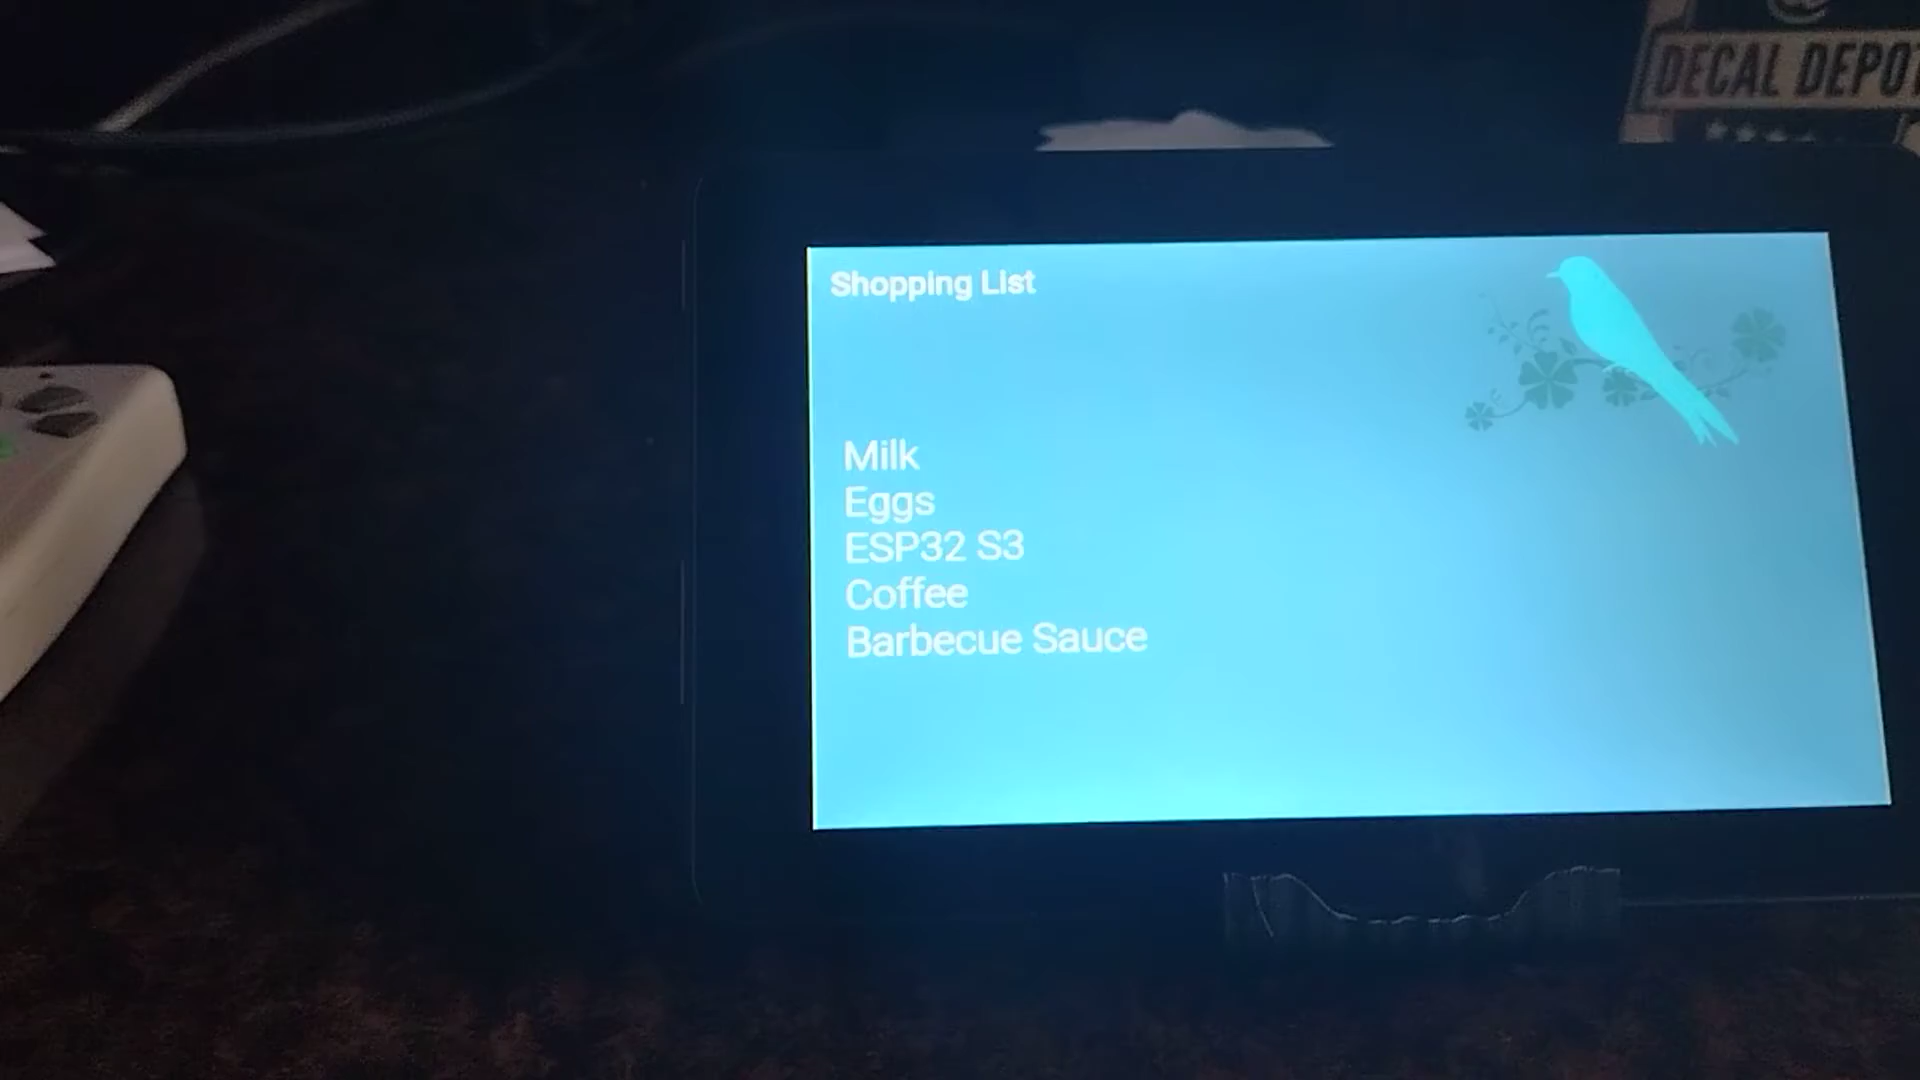 DECAL DEPOT
Shopping List
Milk
Eggs
ESP32 S3
Coffee
Barbecue Sauce